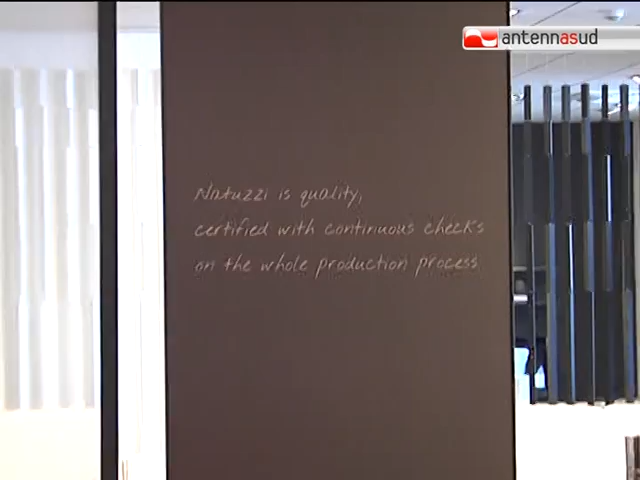 antennasud
Natuzzi is quality,
certified with continuous checks
on the whole production process